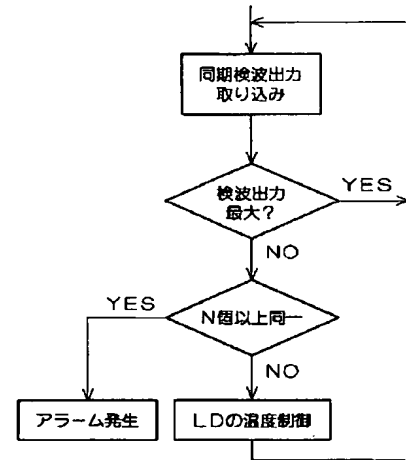 同期検波出力
取り込み
検波出力
最大?
YES
NO
N個以上同一
YES
NO
アラーム発生
LDの温度制御